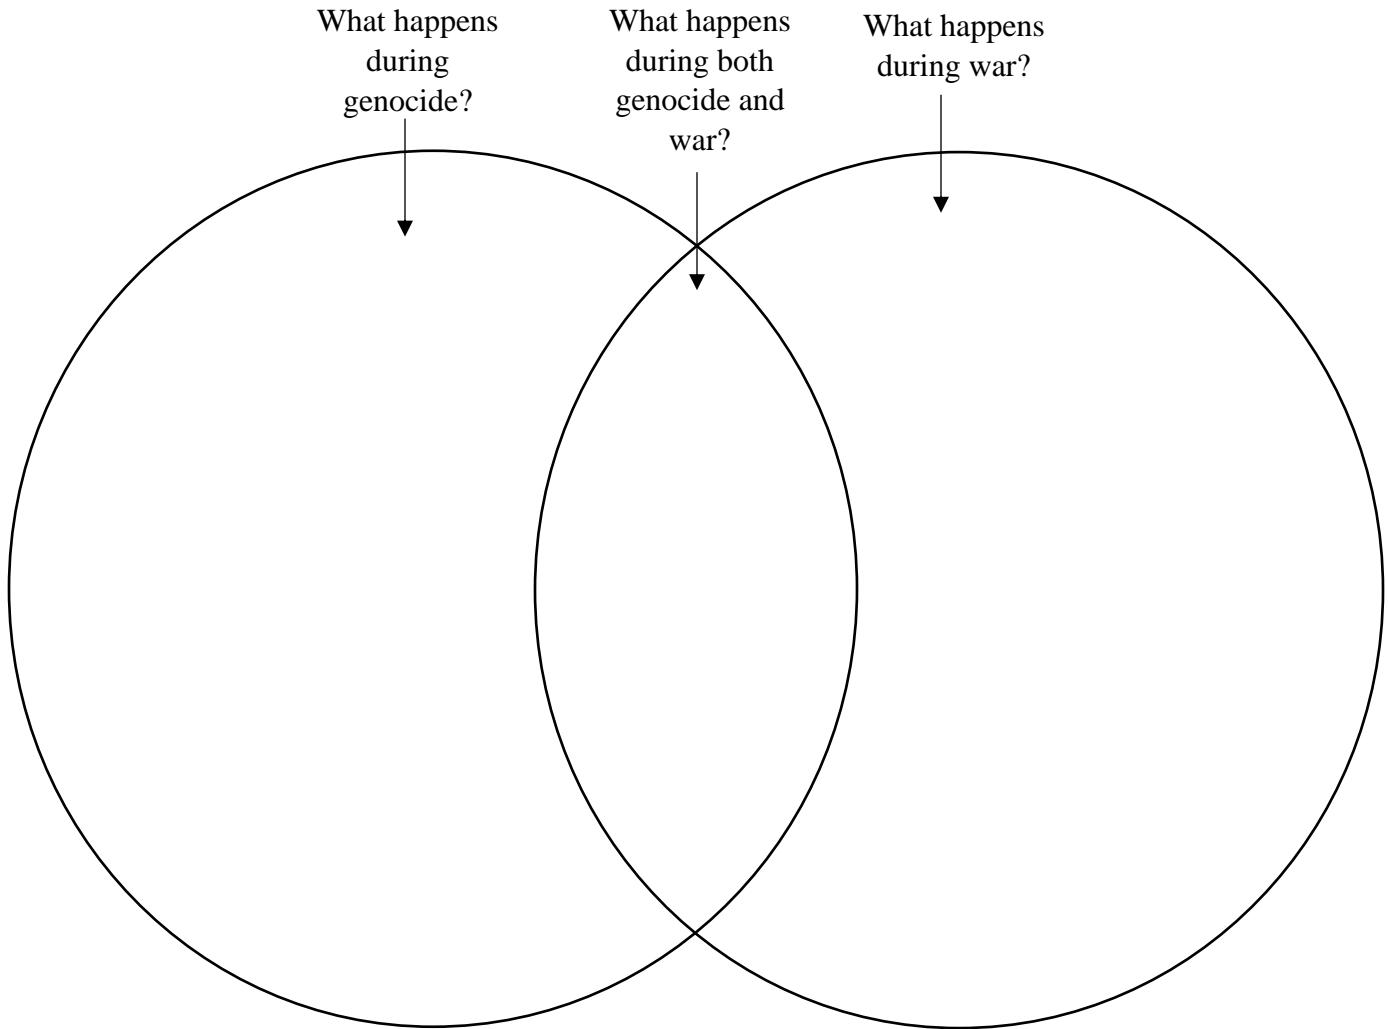 What happens
during
genocide?
What happens
during both
genocide and
war?
What happens
during war?